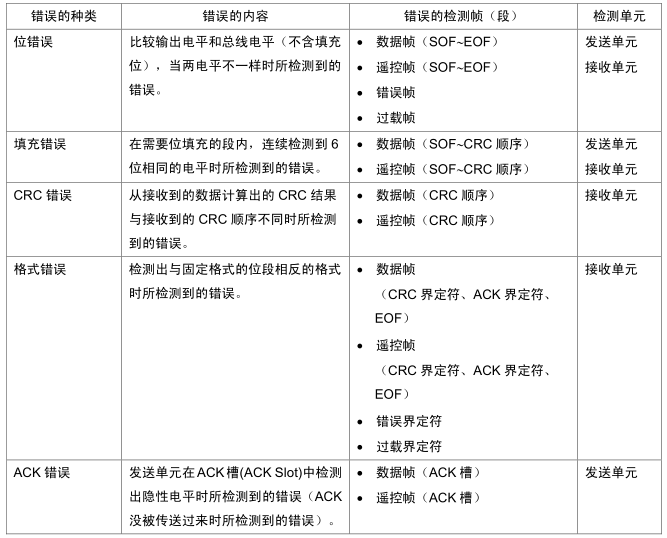 错误的种类 错误的内容 错误的检测帧（段） 检测单元
位错误
比较输出电平和总线电平（不含填充
位），当两电平不一样时所检测到的
错误。
● 数据帧（SOF~EOF）
● 遥控帧（SOF~EOF）
● 错误帧
● 过载帧
发送单元
接收单元
填充错误
在需要位填充的段内，连续检测到 6
位相同的电平时所检测到的错误。
● 数据帧（SOF~CRC 顺序）
● 遥控帧（SOF~CRC 顺序）
发送单元
接收单元
CRC 错误
从接收到的数据计算出的 CRC 结果
与接收到的 CRC 顺序不同时所检测
到的错误。
● 数据帧（CRC 顺序）
● 遥控帧（CRC 顺序）
接收单元
格式错误
检测出与固定格式的位段相反的格式
时所检测到的错误。
● 数据帧
（CRC 界定符、ACK 界定符、
EOF）
● 遥控帧
（CRC 界定符、ACK 界定符、
EOF）
● 错误界定符
● 过载界定符
接收单元
ACK 错误
发送单元在 ACK 槽(ACK Slot)中检测
出隐性电平时所检测到的错误（ACK
没被传送过来时所检测到的错误）。
● 数据帧（ACK 槽）
● 遥控帧（ACK 槽）
发送单元